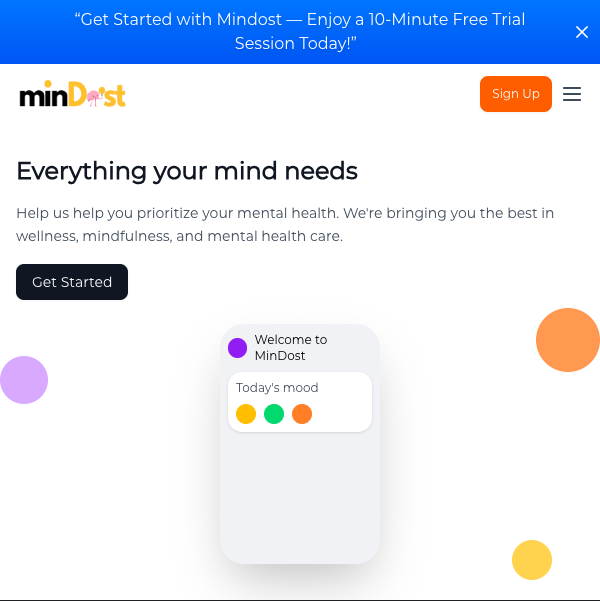 “Get Started with Mindost — Enjoy a 10-Minute Free Trial
Session Today!”
minDost
Sign Up
Everything your mind needs
Help us help you prioritize your mental health. We're bringing you the best in
wellness, mindfulness, and mental health care.
Get Started
Welcome to
MinDost
Today's mood